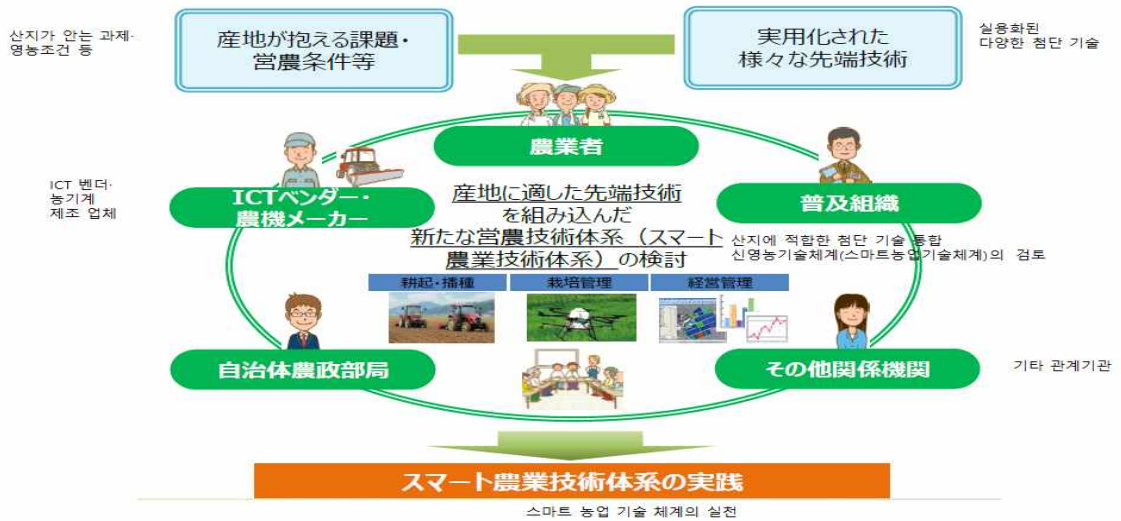 산지가 안는 과제·
영농조건 등
産地が抱える課題・
営農条件等
実用化された
様々な先端技術
실용화된
다양한 첨단 기술
農業者
ICT 벤더·
농기계
제조 업체
ICTベンダー・
農機メーカー
普及組織
産地に適した先端技術
を組み込んだ
新たな営農技術体系（スマート
農業技術体系）の検討
산지에 적합한 첨단 기술 통합
신영농기술체계(스마트농업기술체계)의 검토
耕起・播種
栽培管理
経営管理
自治体農政部局
その他関係機関
기타 관계기관
スマート農業技術体系の実践
스마트 농업 기술 체계의 실전